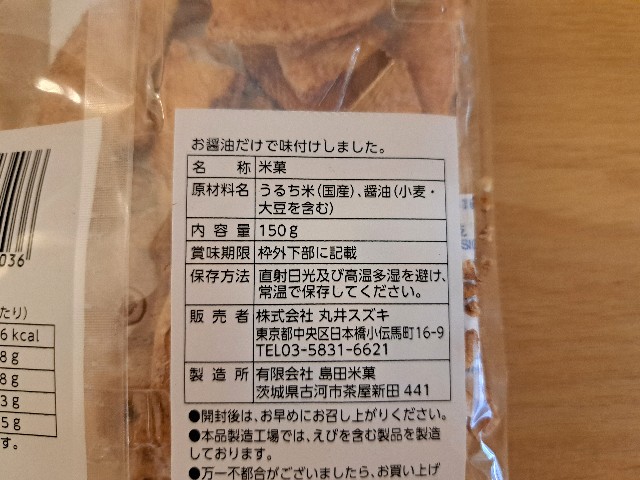 お醤油だけで味付けしました。
名 称 米菓
原材料名 うるち米(国産)、醤油(小麦・
大豆を含む)
内 容 量 150g
賞味期限 枠外下部に記載
保存方法 直射日光及び高温多湿を避け、
常温で保存してください。
販 売 者 株式会社 丸井スズキ
東京都中央区日本橋小伝馬町16-9
TEL03-5831-6621
製 造 所 有限会社 島田米菓
茨城県古河市茶屋新田 441
●開封後は、お早めにお召し上がりください。
●本品製造工場では、えびを含む製品を製造
しております。
●万一不都合がございましたら、お買い上げ
036
たり)
6 kcal
8 g
8 g
3 g
5 g
す。